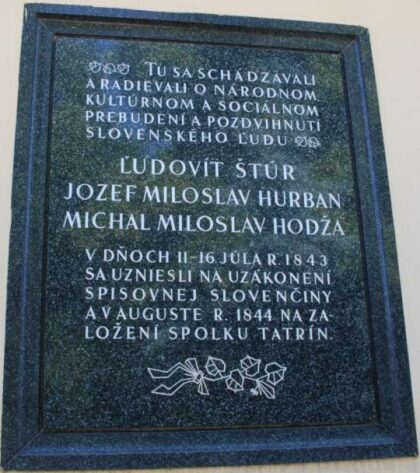 TU SA SCHÁDZAVALI
A RADIEVALI O NÁRODNOM
KULTÚRNOM A SOCIÁLNOM
PREBUDENÍ A POZDVIHNUTÍ
SLOVENSKÉHO ĽUDU
ĽUDOVÍT ŠTÚR
JOZEF MILOSLAV HURBAN
MICHAL MILOSLAV HODŽA
V DŇOCH 11-16. JÚLA R. 1843
SA UZNIESLI NA UZÁKONENÍ
SPISOVNEJ SLOVENČINY
A V AUGUSTE R. 1844 NA ZA-
LOŽENÍ SPOLKU TATRÍN.